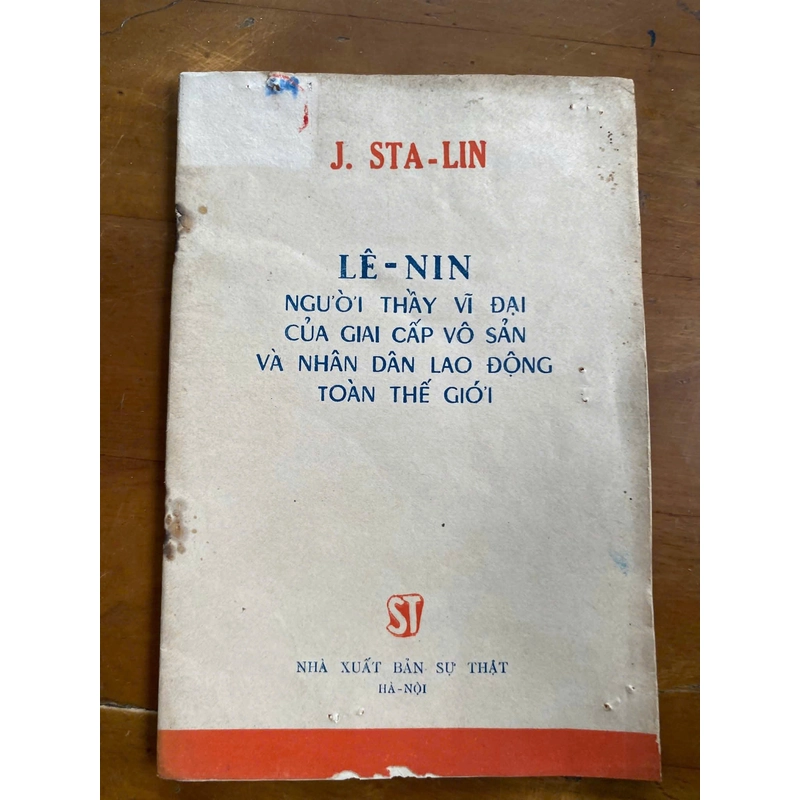 J. STA-LIN
LÊ-NIN
NGƯỜI THẦY VĨ ĐẠI
CỦA GIAI CẤP VÔ SẢN
VÀ NHÂN DÂN LAO ĐỘNG
TOÀN THẾ GIỚI
ST
NHÀ XUẤT BẢN SỰ THẬT
HÀ-NỘI